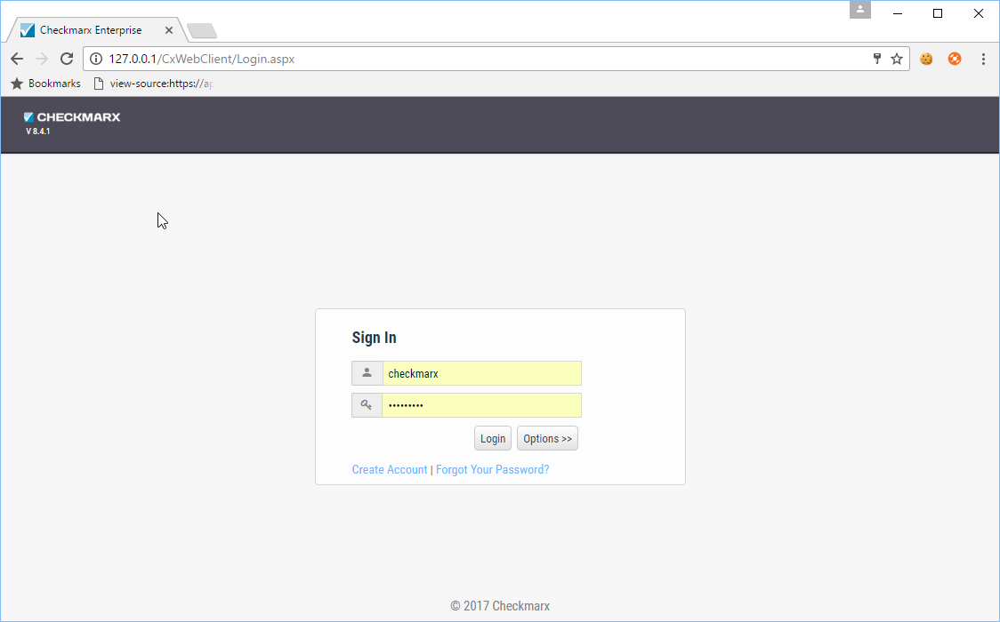 Checkmarx Enterprise
127.0.0.1/CxWebClient/Login.aspx
Bookmarks view-source:https://a
CHECKMARX
V 8.4.1
Sign In
checkmarx
•••••••••
Login Options >>
Create Account | Forgot Your Password?
© 2017 Checkmarx